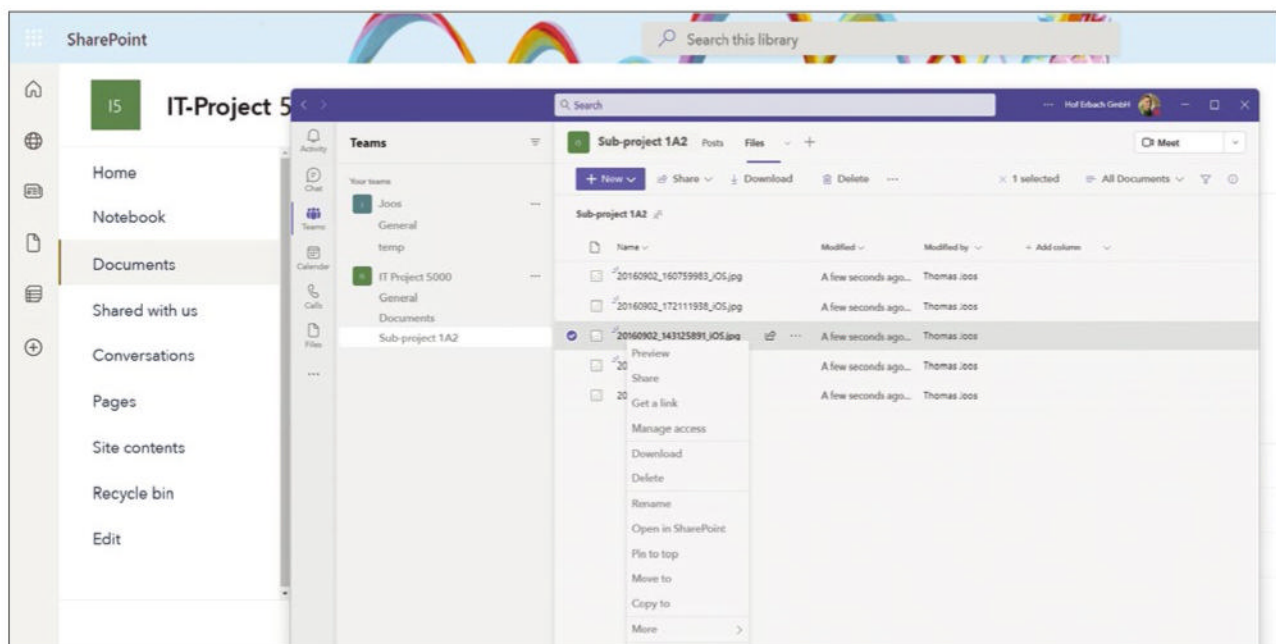 SharePoint
Search this library
I5
IT-Project 5
Home
Notebook
Documents
Shared with us
Conversations
Pages
Site contents
Recycle bin
Edit
Search
Hof Erbach GmbH
Activity
Chat
Teams
Calendar
Calls
Files
Teams
Your teams
Joos
General
temp
IT Project 5000
General
Documents
Sub-project 1A2
Sub-project 1A2 Posts Files
Meet
New Share Download Delete 1 selected All Documents
Sub-project 1A2
Name Modified Modified by Add column
20160902_160759983_iOS.jpg A few seconds ago... Thomas Joos
20160902_172111938_iOS.jpg A few seconds ago... Thomas Joos
20160902_143125891_iOS.jpg A few seconds ago... Thomas Joos
20 A few seconds ago... Thomas Joos
20 A few seconds ago... Thomas Joos
Preview
Share
Get a link
Manage access
Download
Delete
Rename
Open in SharePoint
Pin to top
Move to
Copy to
More